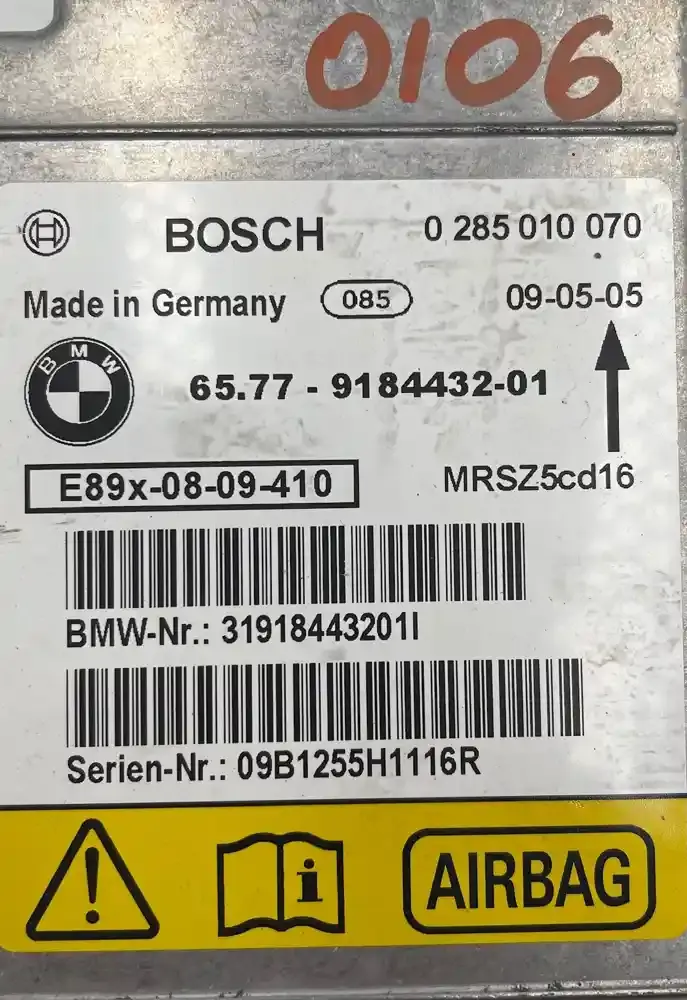 0106
BOSCH 0 285 010 070
Made in Germany 085 09-05-05
BMW
65.77 - 9184432-01
E89x-08-09-410 MRSZ5cd16
BMW-Nr.: 31918443201I
Serien-Nr.: 09B1255H1116R
! i AIRBAG